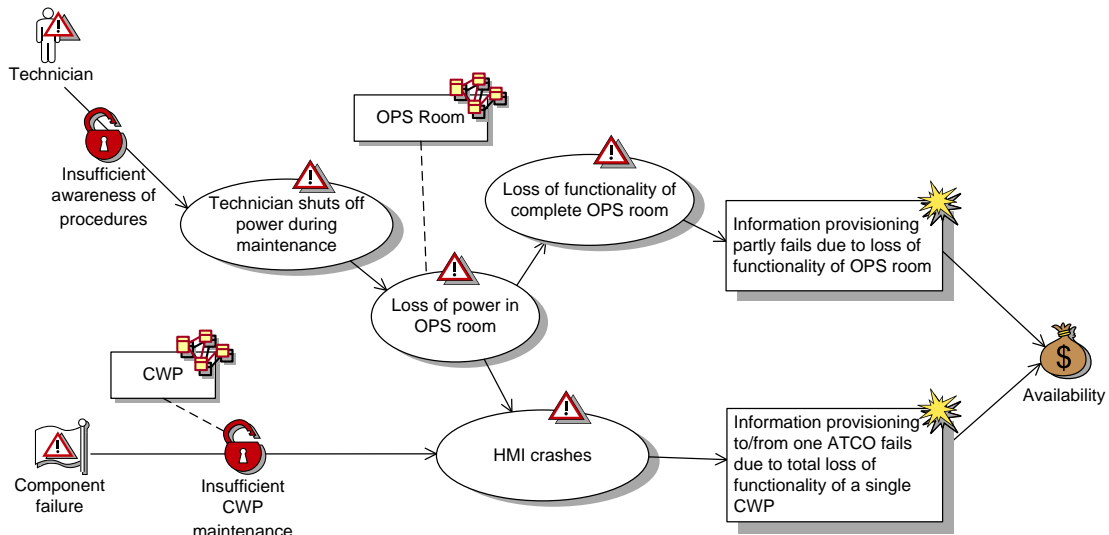 Technician
Insufficient
awareness of
procedures
Technician shuts off
power during
maintenance
OPS Room
Loss of power in
OPS room
Loss of functionality of
complete OPS room
Information provisioning
partly fails due to loss of
functionality of OPS room
$
Availability
CWP
Component
failure
Insufficient
CWP
maintenance
HMI crashes
Information provisioning
to/from one ATCO fails
due to total loss of
functionality of a single
CWP